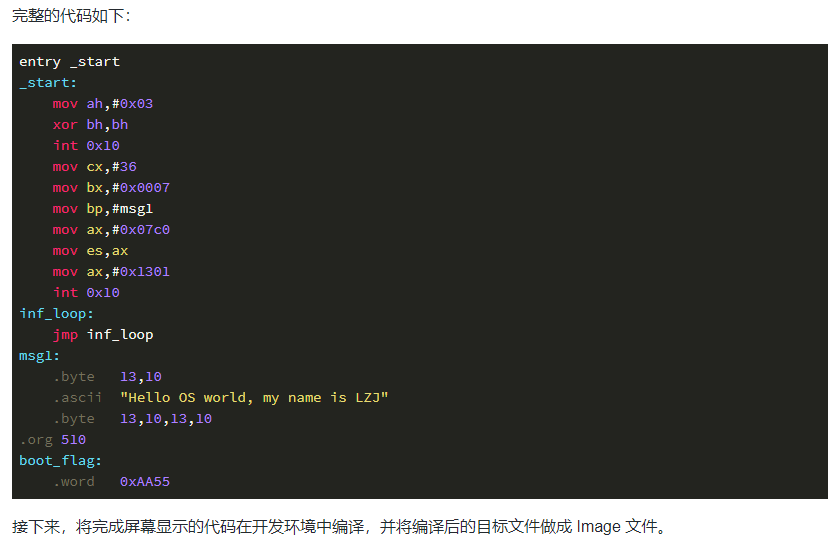 完整的代码如下：
entry _start
_start:
    mov ah,#0x03
    xor bh,bh
    int 0x10
    mov cx,#36
    mov bx,#0x0007
    mov bp,#msg1
    mov ax,#0x07c0
    mov es,ax
    mov ax,#0x1301
    int 0x10
inf_loop:
    jmp inf_loop
msg1:
    .byte   13,10
    .ascii  "Hello OS world, my name is LZJ"
    .byte   13,10,13,10
.org 510
boot_flag:
    .word   0xAA55
接下来，将完成屏幕显示的代码在开发环境中编译，并将编译后的目标文件做成 Image 文件。